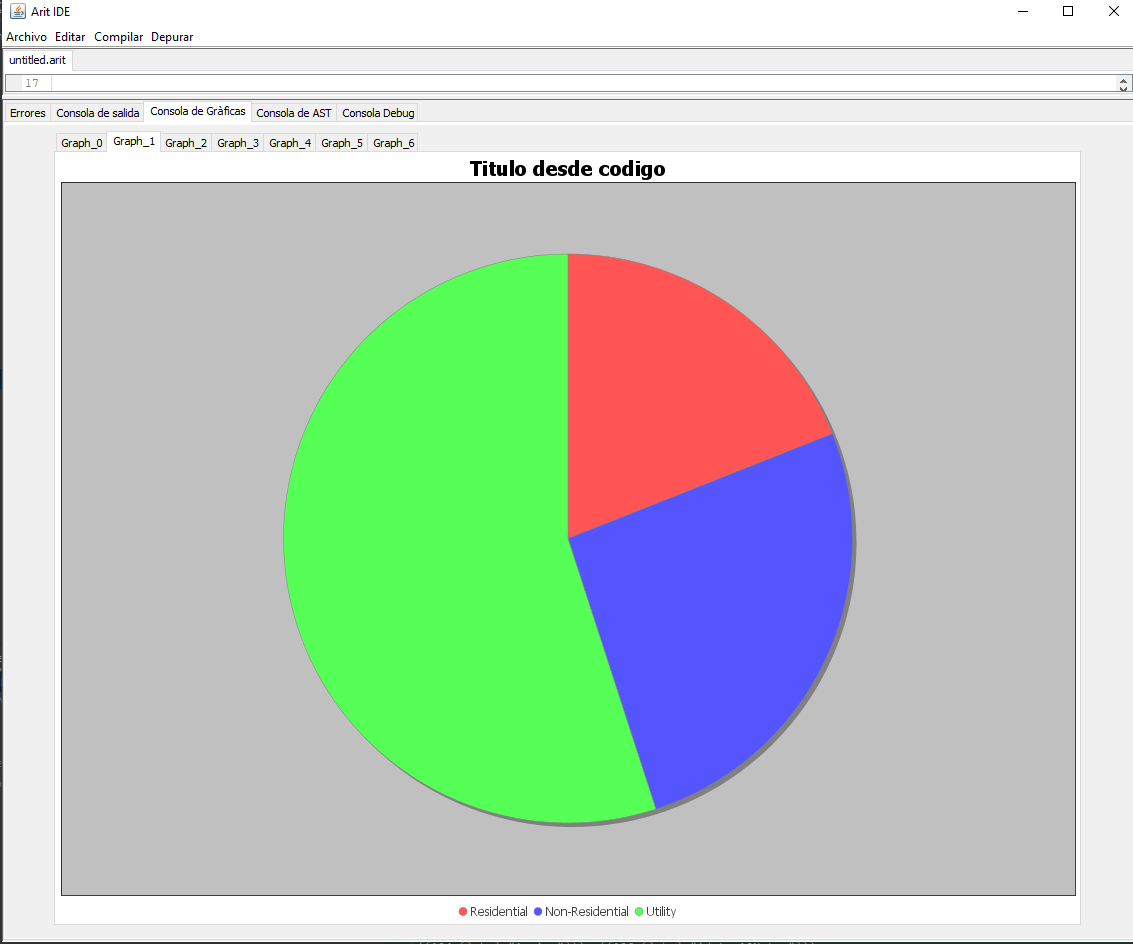 Arit IDE
Archivo Editar Compilar Depurar
untitled.arit
17
Errores Consola de salida Consola de Gràficas Consola de AST Consola Debug
Graph_0 Graph_1 Graph_2 Graph_3 Graph_4 Graph_5 Graph_6
Titulo desde codigo
Residential Non-Residential Utility